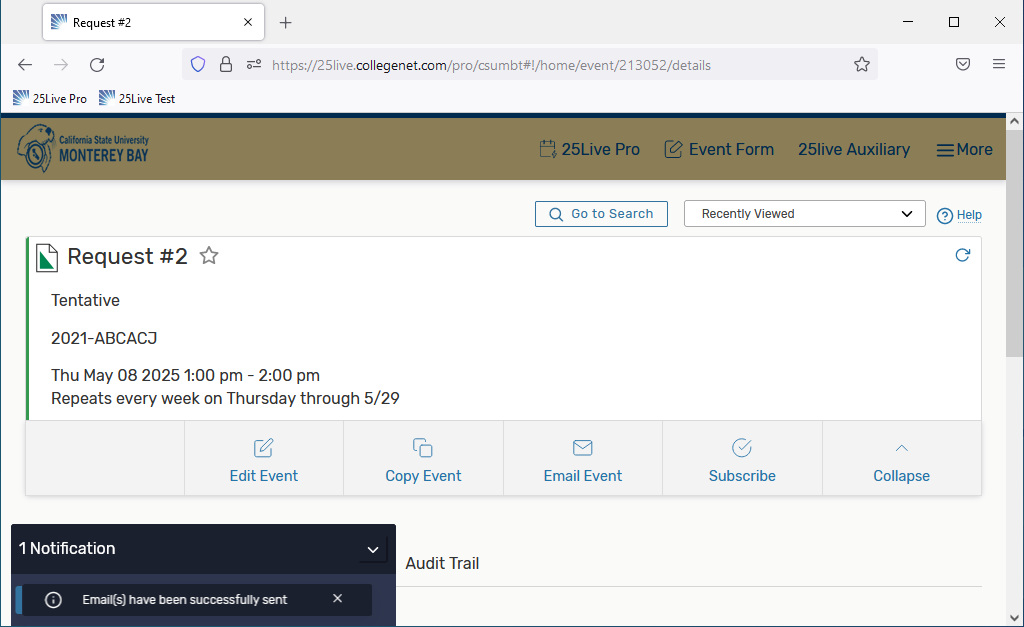 Request #2
https://25live.collegenet.com/pro/csumbt#!/home/event/213052/details
25Live Pro
25Live Test
California State University
MONTEREY BAY
25Live Pro
Event Form
25live Auxiliary
More
Go to Search
Recently Viewed
Help
Request #2
Tentative
2021-ABCACJ
Thu May 08 2025 1:00 pm - 2:00 pm
Repeats every week on Thursday through 5/29
Edit Event
Copy Event
Email Event
Subscribe
Collapse
1 Notification
Audit Trail
Email(s) have been successfully sent